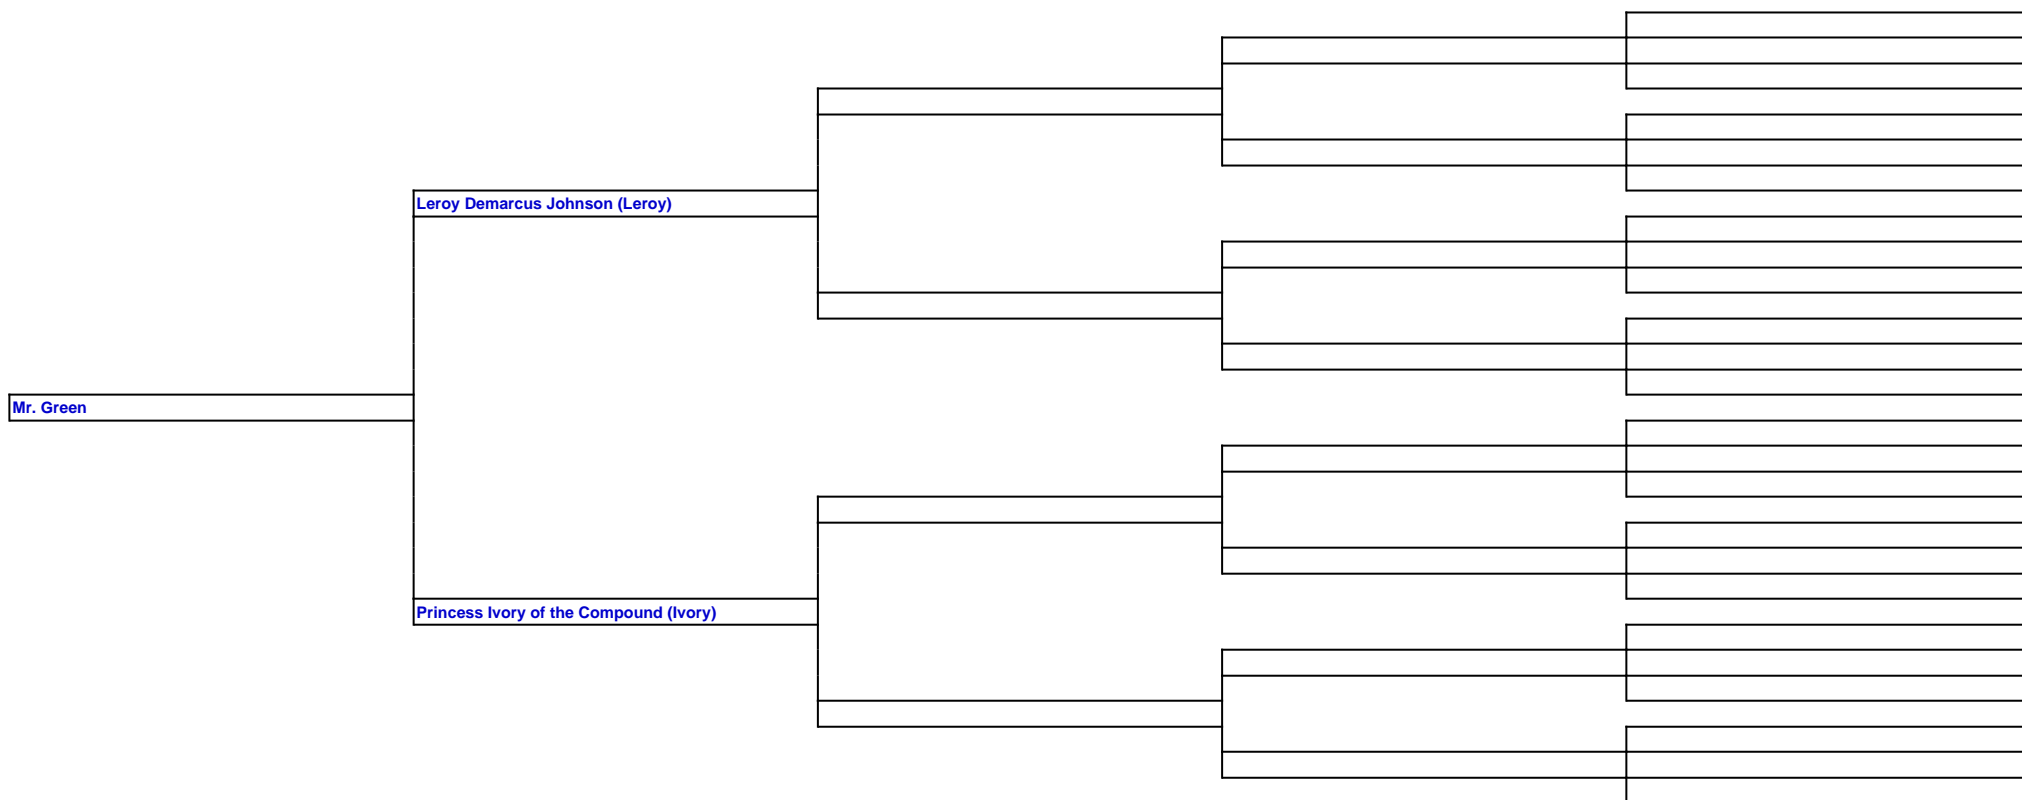 Leroy Demarcus Johnson (Leroy)
Mr. Green
Princess Ivory of the Compound (Ivory)